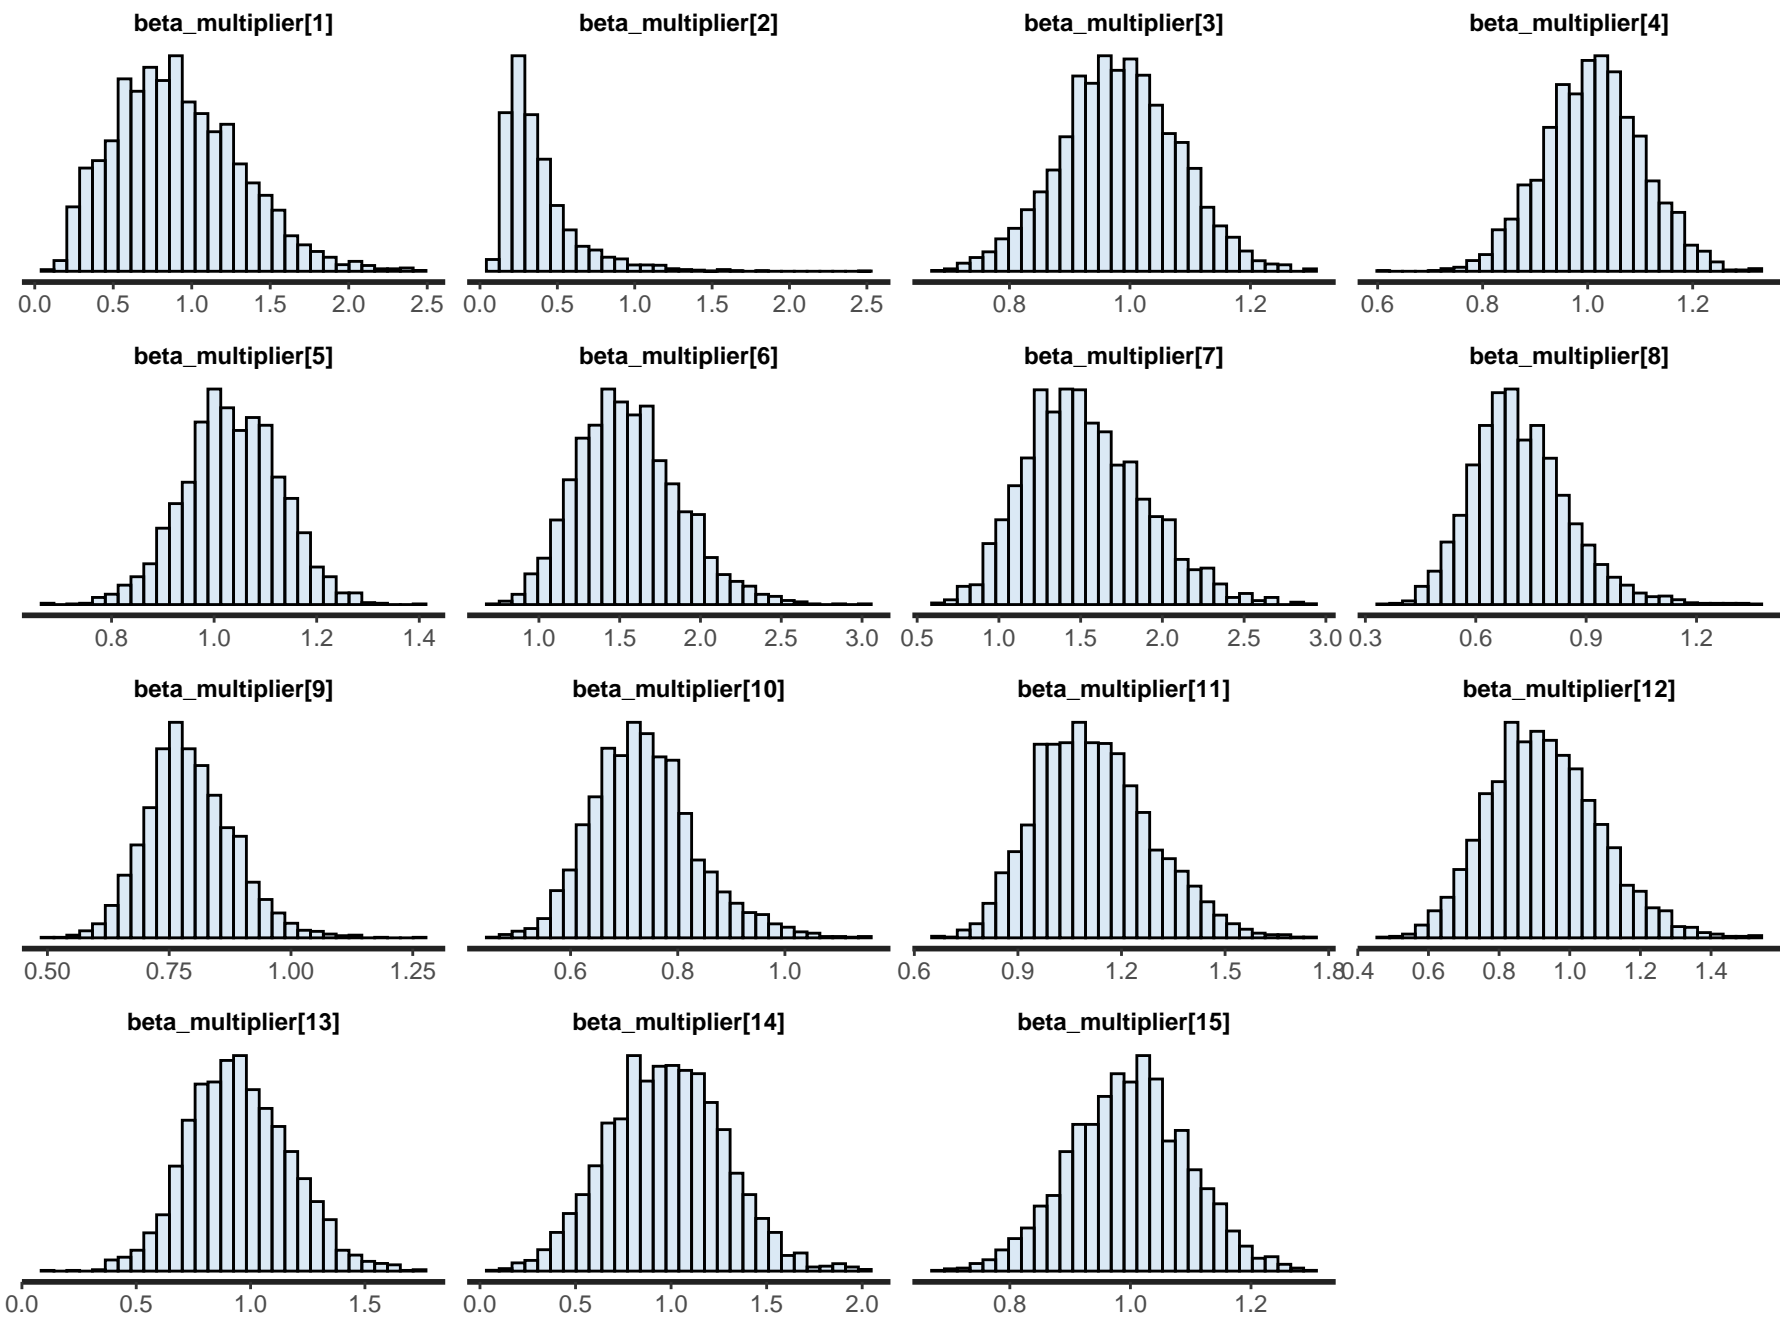 beta_multiplier[1] beta_multiplier[2] beta_multiplier[3] beta_multiplier[4]
0.0 0.5 1.0 1.5 2.0 2.5 0.0 0.5 1.0 1.5 2.0 2.5 0.8 1.0 1.2 0.6 0.8 1.0 1.2
beta_multiplier[5] beta_multiplier[6] beta_multiplier[7] beta_multiplier[8]
0.8 1.0 1.2 1.4 1.0 1.5 2.0 2.5 3.0 0.5 1.0 1.5 2.0 2.5 3.0 0.3 0.6 0.9 1.2
beta_multiplier[9] beta_multiplier[10] beta_multiplier[11] beta_multiplier[12]
0.50 0.75 1.00 1.25 0.6 0.8 1.0 0.6 0.9 1.2 1.5 1.8 0.4 0.6 0.8 1.0 1.2 1.4
beta_multiplier[13] beta_multiplier[14] beta_multiplier[15]
0.0 0.5 1.0 1.5 0.0 0.5 1.0 1.5 2.0 0.8 1.0 1.2